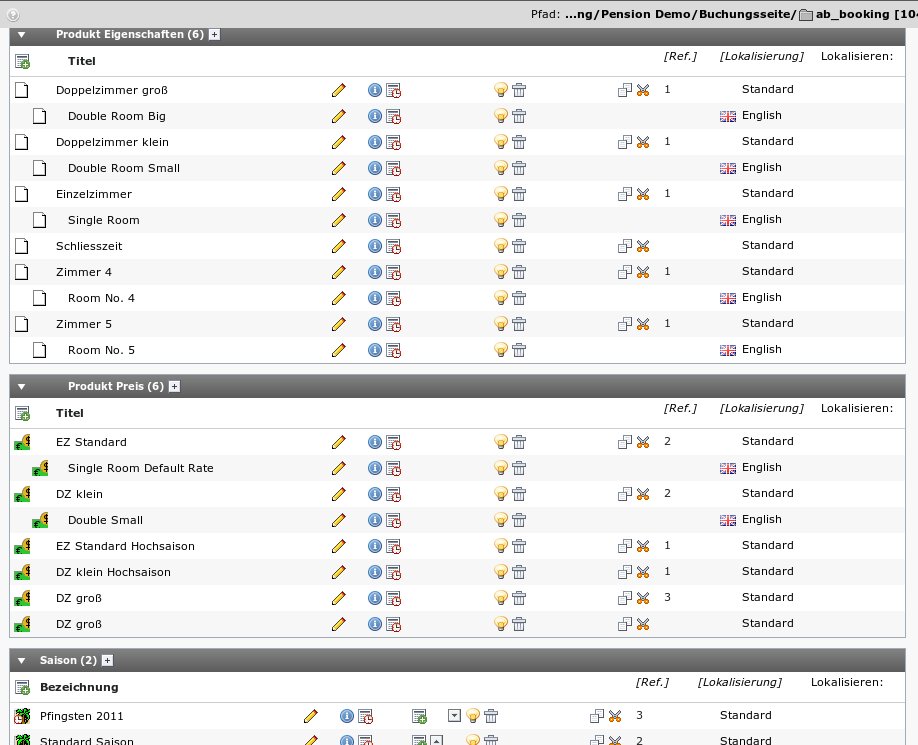 Pfad: ...ng/Pension Demo/Buchungsseite/ ab_booking [10
Produkt Eigenschaften (6)
Titel [Ref.] [Lokalisierung] Lokalisieren:
Doppelzimmer groß 1 Standard
Double Room Big English
Doppelzimmer klein 1 Standard
Double Room Small English
Einzelzimmer 1 Standard
Single Room English
Schliesszeit Standard
Zimmer 4 1 Standard
Room No. 4 English
Zimmer 5 1 Standard
Room No. 5 English
Produkt Preis (6)
Titel [Ref.] [Lokalisierung] Lokalisieren:
EZ Standard 2 Standard
Single Room Default Rate English
DZ klein 2 Standard
Double Small English
EZ Standard Hochsaison 1 Standard
DZ klein Hochsaison 1 Standard
DZ groß 3 Standard
DZ groß Standard
Saison (2)
Bezeichnung [Ref.] [Lokalisierung] Lokalisieren:
Pfingsten 2011 3 Standard
Standard Saison 2 Standard